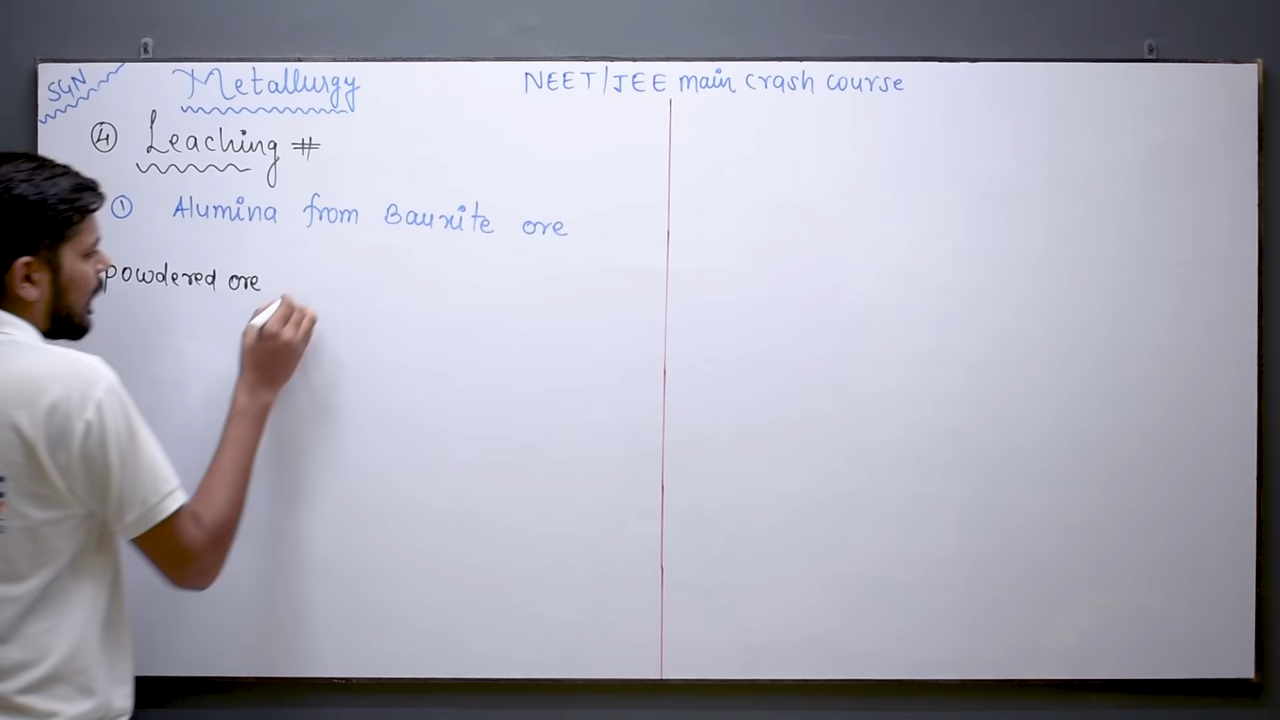 SGN
Metallurgy
NEET/JEE main crash course
④ Leaching #
① Alumina from Bauxite ore
powdered ore